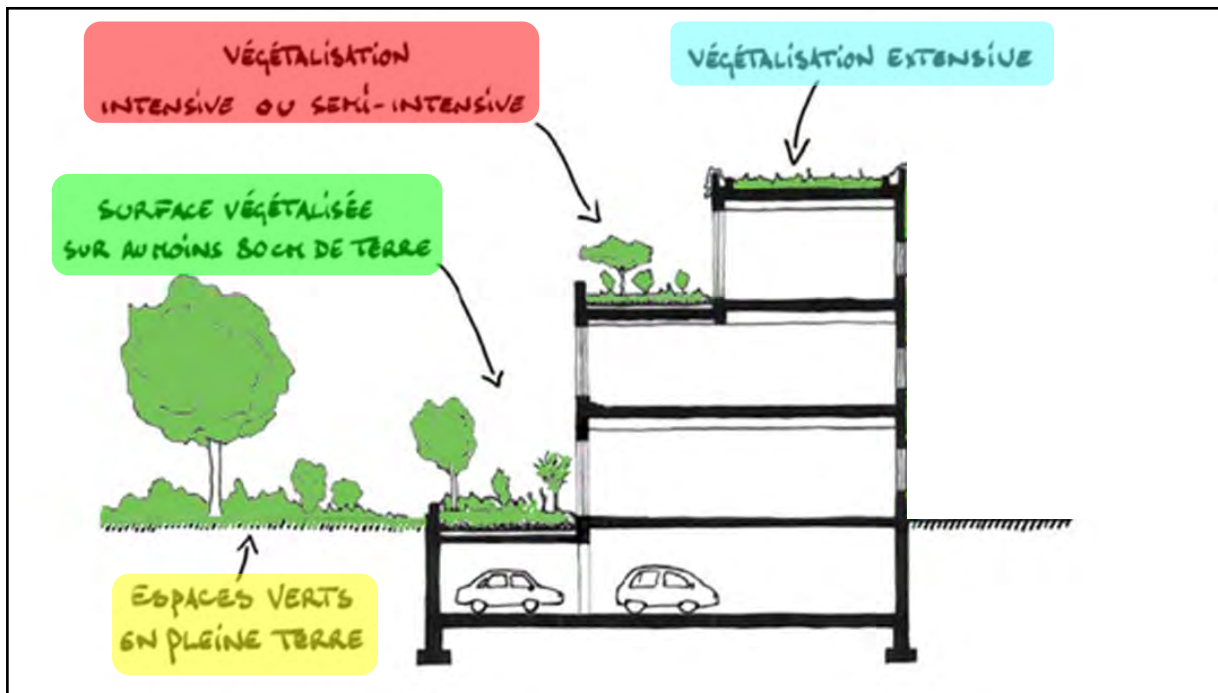 VÉGÉTALISATION
INTENSIVE OU SEMI-INTENSIVE
VÉGÉTALISATION EXTENSIVE
SURFACE VÉGÉTALISÉE
SUR AU MOINS 80CM DE TERRE
ESPACES VERTS
EN PLEINE TERRE